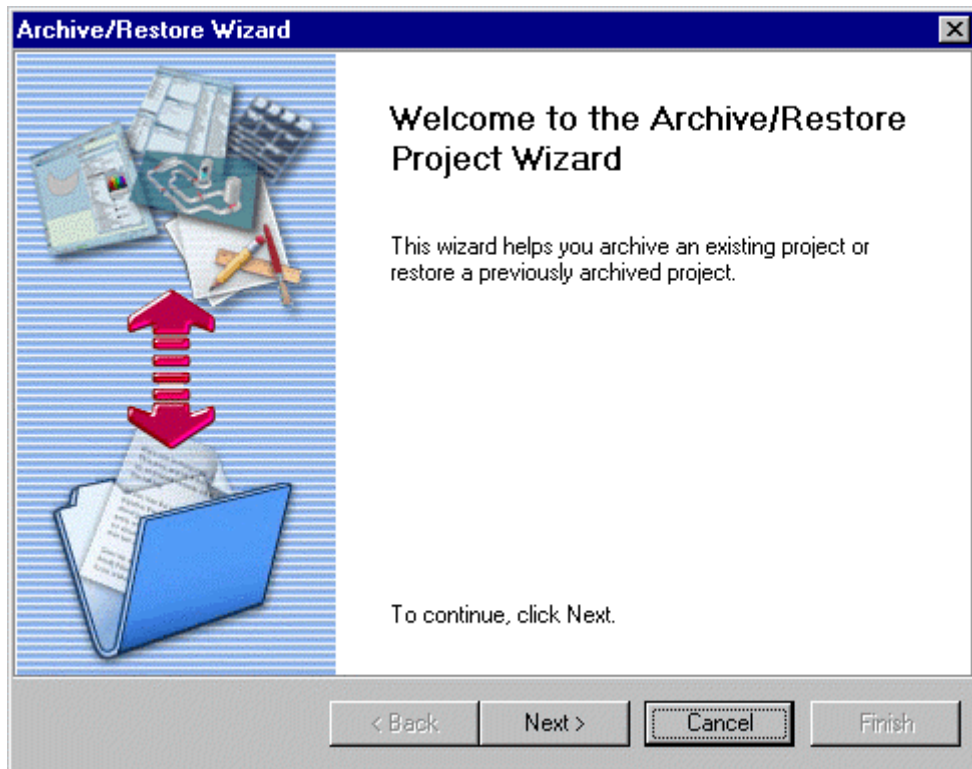 Archive/Restore Wizard
Welcome to the Archive/Restore
Project Wizard
This wizard helps you archive an existing project or
restore a previously archived project.
To continue, click Next.
< Back
Next >
Cancel
Finish